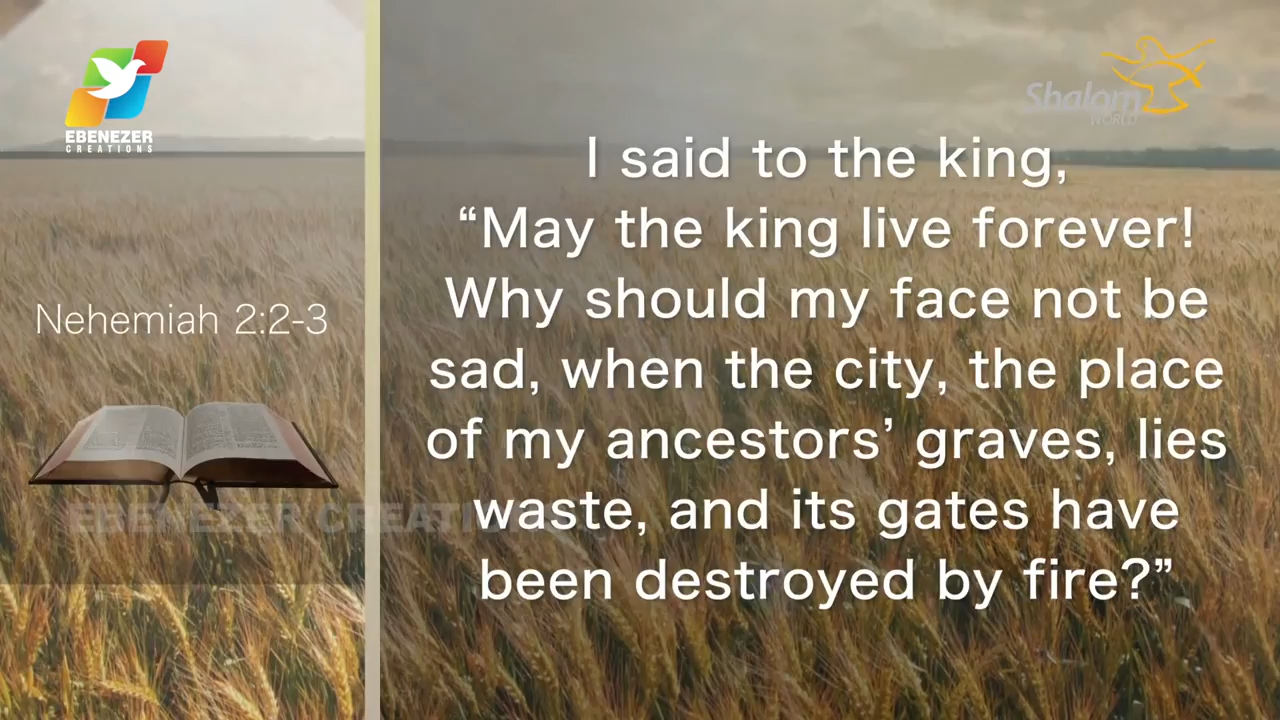 EBENEZER
CREATIONS
Shalom
WORLD
Nehemiah 2:2-3
I said to the king,
“May the king live forever!
Why should my face not be
sad, when the city, the place
of my ancestors’ graves, lies
waste, and its gates have
been destroyed by fire?”
EBENEZER CREATIONS